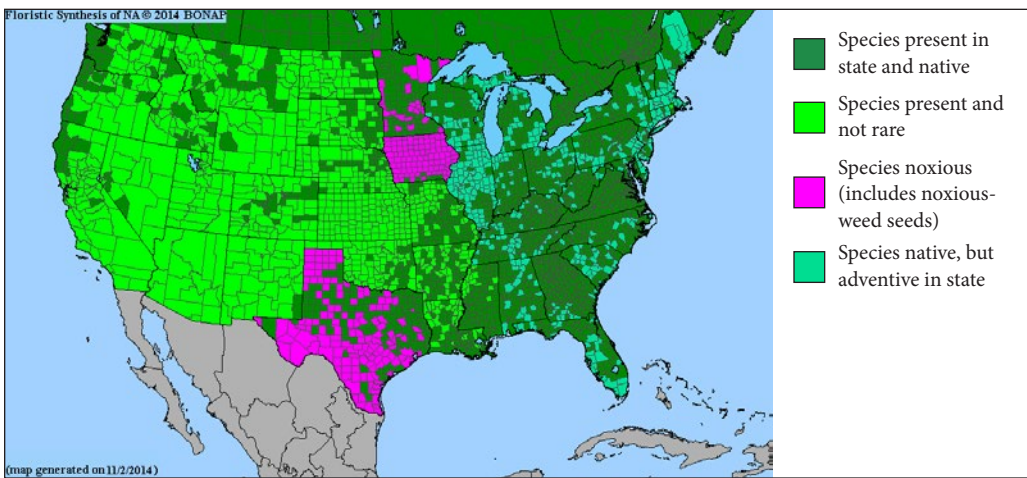 Floristic Synthesis of NA © 2014 BONAP
Species present in
state and native
Species present and
not rare
Species noxious
(includes noxious-
weed seeds)
Species native, but
adventive in state
(map generated on 11/2/2014)